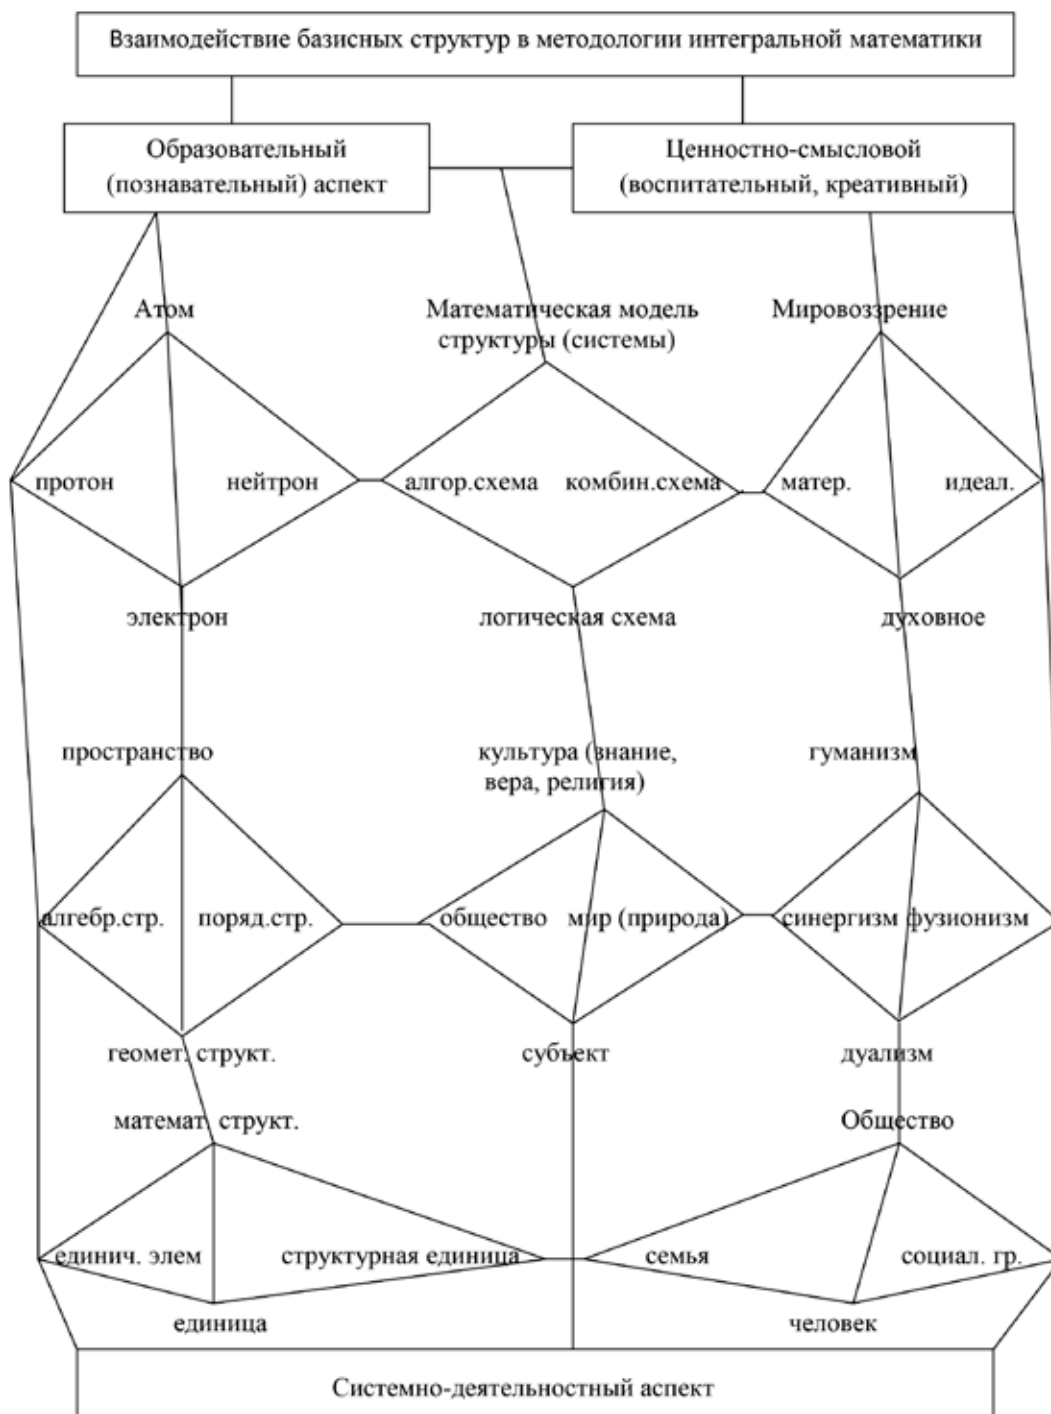 Взаимодействие базисных структур в методологии интегральной математики
Образовательный
(познавательный) аспект
Ценностно-смысловой
(воспитательный, креативный)
Атом
Математическая модель
структуры (системы)
Мировоззрение
протон
нейтрон
алгор.схема
комбин.схема
матер.
идеал.
электрон
логическая схема
духовное
пространство
культура (знание,
вера, религия)
гуманизм
алгебр.стр.
поряд.стр.
общество
мир (природа)
синергизм
фузионизм
геомет. структ.
субъект
дуализм
математ. структ.
Общество
единич. элем
структурная единица
семья
социал. гр.
единица
человек
Системно-деятельностный аспект